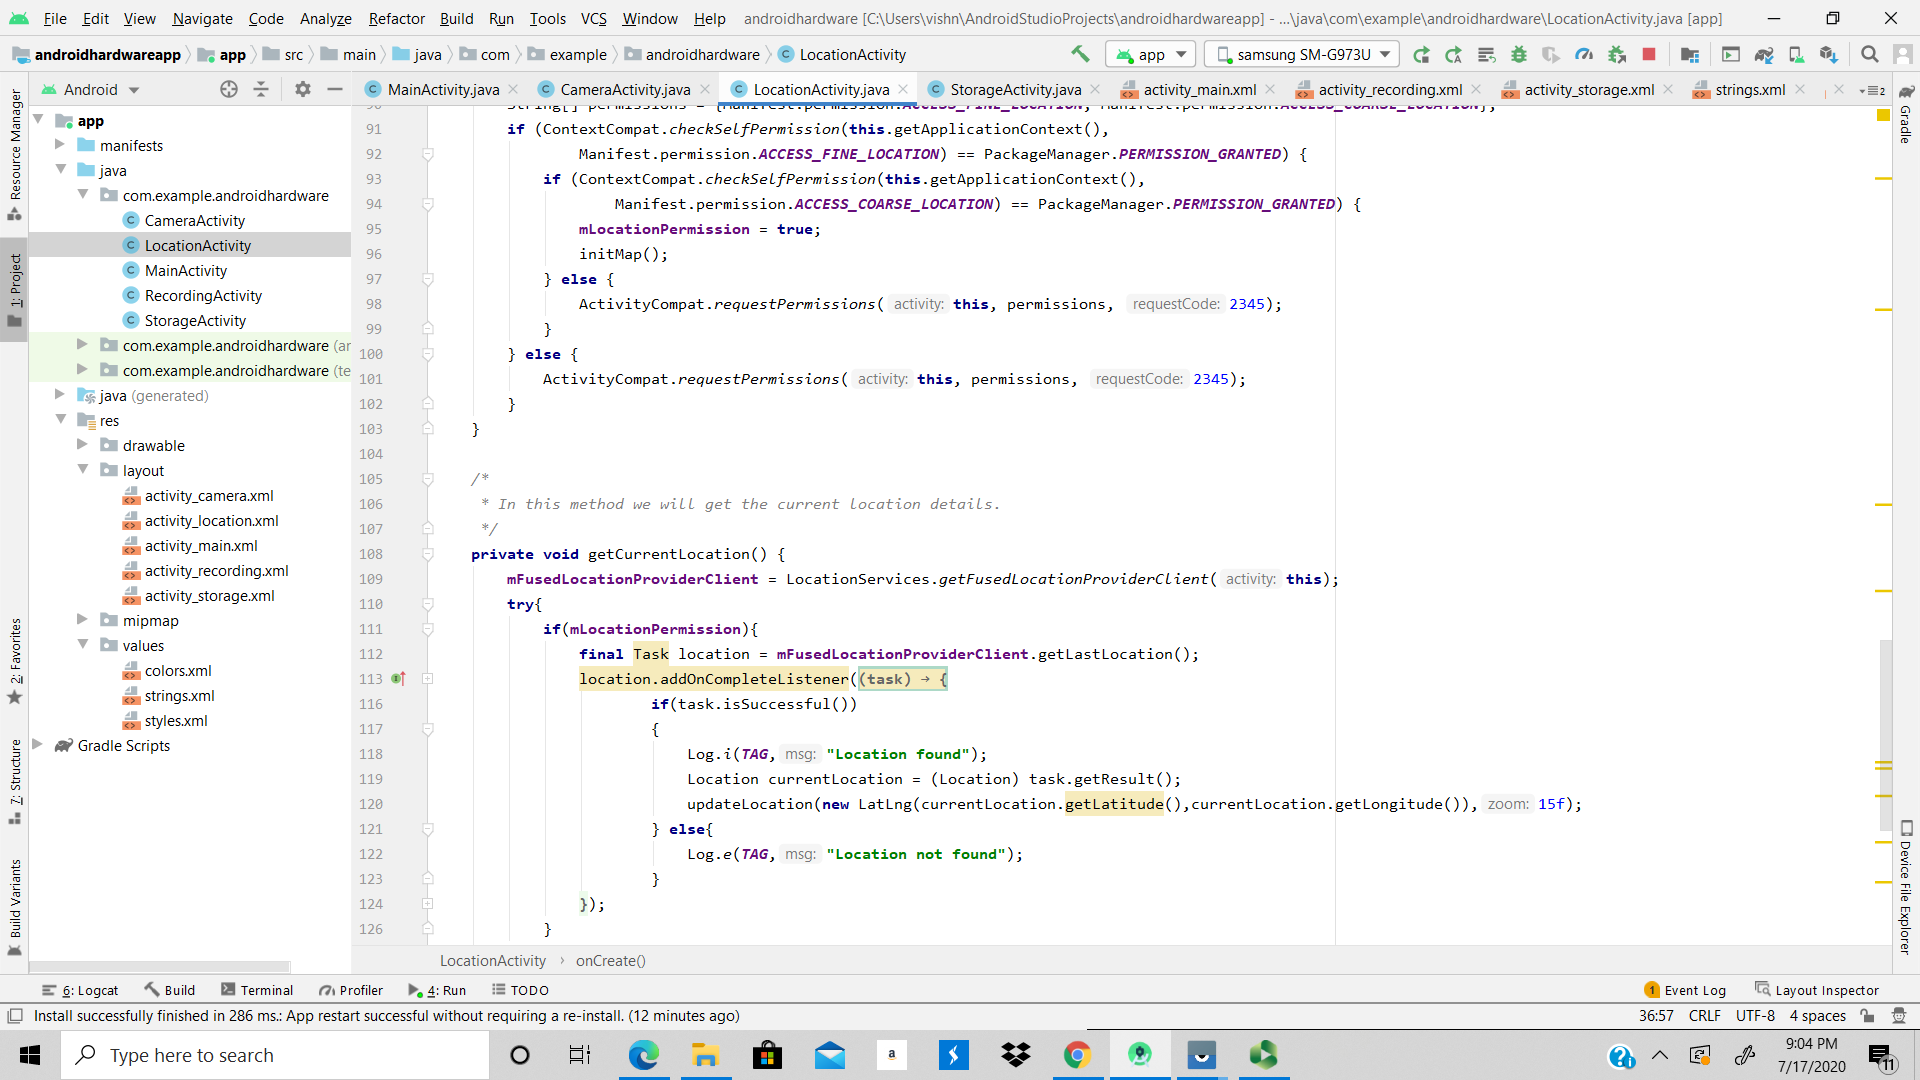 File Edit View Navigate Code Analyze Refactor Build Run Tools VCS Window Help androidhardware [C:\Users\vishn\AndroidStudioProjects\androidhardwareapp] - ...\java\com\example\androidhardware\LocationActivity.java [app]
androidhardwareapp app src main java com example androidhardware LocationActivity app samsung SM-G973U
Android MainActivity.java CameraActivity.java LocationActivity.java StorageActivity.java activity_main.xml activity_recording.xml activity_storage.xml strings.xml 2
Resource Manager
1: Project
2: Favorites
7: Structure
Build Variants
app
manifests
java
com.example.androidhardware
CameraActivity
LocationActivity
MainActivity
RecordingActivity
StorageActivity
com.example.androidhardware (ar
com.example.androidhardware (te
java (generated)
res
drawable
layout
activity_camera.xml
activity_location.xml
activity_main.xml
activity_recording.xml
activity_storage.xml
mipmap
values
colors.xml
strings.xml
styles.xml
Gradle Scripts
90 String[] permissions = {Manifest.permission.ACCESS_FINE_LOCATION, Manifest.permission.ACCESS_COARSE_LOCATION};
91 if (ContextCompat.checkSelfPermission(this.getApplicationContext(),
92 Manifest.permission.ACCESS_FINE_LOCATION) == PackageManager.PERMISSION_GRANTED) {
93 if (ContextCompat.checkSelfPermission(this.getApplicationContext(),
94 Manifest.permission.ACCESS_COARSE_LOCATION) == PackageManager.PERMISSION_GRANTED) {
95 mLocationPermission = true;
96 initMap();
97 } else {
98 ActivityCompat.requestPermissions( activity: this, permissions, requestCode: 2345);
99 }
100 } else {
101 ActivityCompat.requestPermissions( activity: this, permissions, requestCode: 2345);
102 }
103 }
104
105 /*
106 * In this method we will get the current location details.
107 */
108 private void getCurrentLocation() {
109 mFusedLocationProviderClient = LocationServices.getFusedLocationProviderClient( activity: this);
110 try{
111 if(mLocationPermission){
112 final Task location = mFusedLocationProviderClient.getLastLocation();
113 location.addOnCompleteListener((task) → {
116 if(task.isSuccessful())
117 {
118 Log.i(TAG, msg: "Location found");
119 Location currentLocation = (Location) task.getResult();
120 updateLocation(new LatLng(currentLocation.getLatitude(),currentLocation.getLongitude()), zoom: 15f);
121 } else{
122 Log.e(TAG, msg: "Location not found");
123 }
124 });
126 }
LocationActivity › onCreate()
Gradle
Device File Explorer
6: Logcat Build Terminal Profiler 4: Run TODO 1 Event Log Layout Inspector
Install successfully finished in 286 ms.: App restart successful without requiring a re-install. (12 minutes ago) 36:57 CRLF UTF-8 4 spaces
Type here to search a 9:04 PM
7/17/2020 11